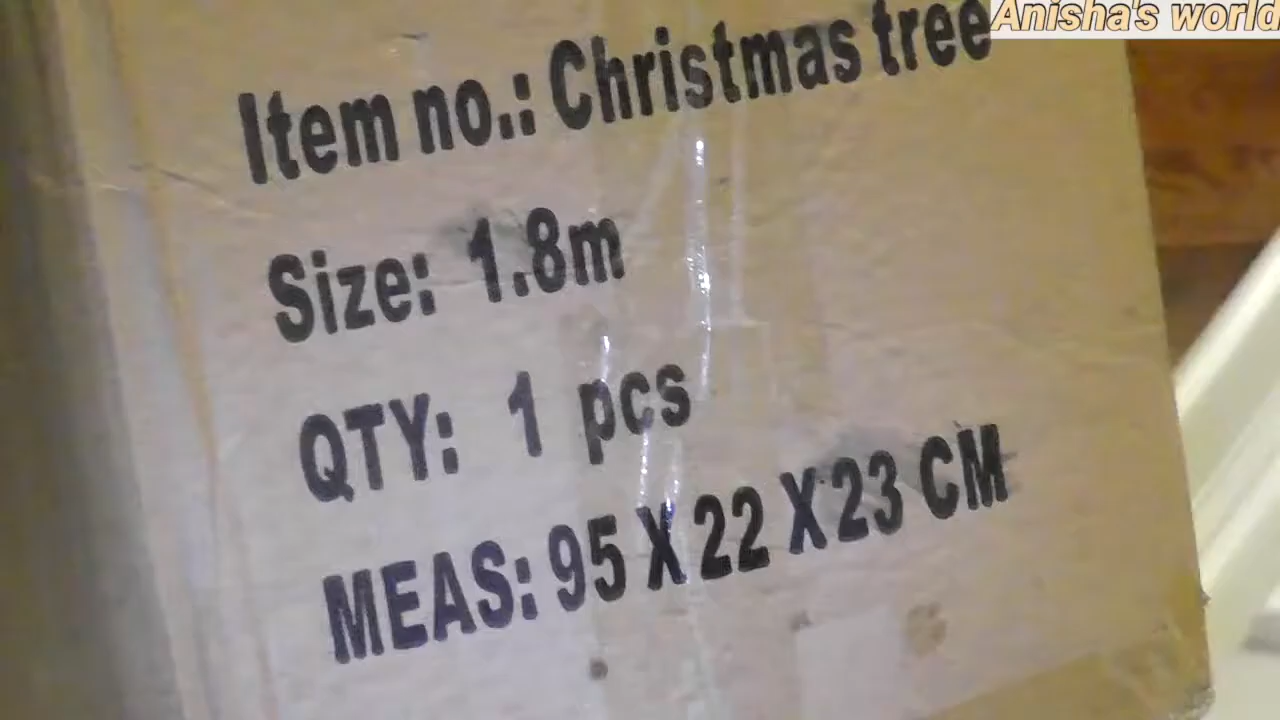 Anisha's world
Item no.: Christmas tree
Size: 1.8m
QTY: 1 pcs
MEAS: 95 X 22 X 23 CM